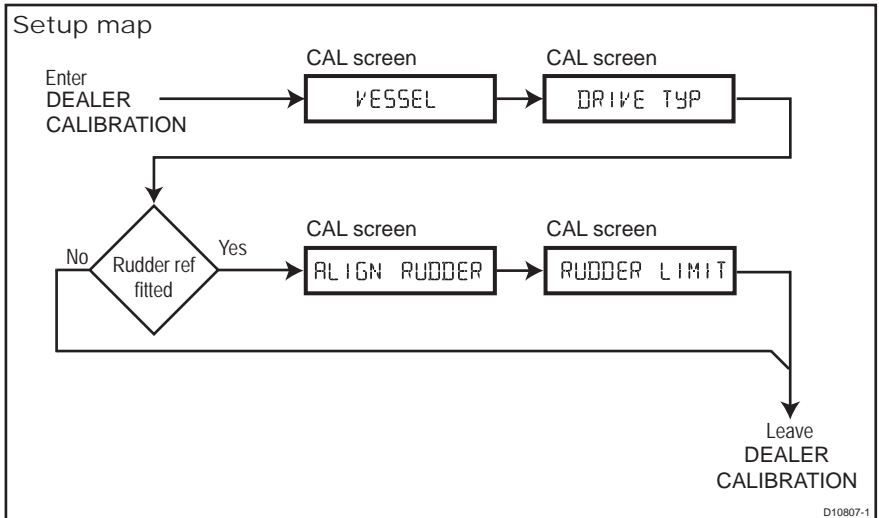 Setup map
CAL screen
CAL screen
Enter
DEALER
CALIBRATION
VESSEL
DRIVE TYP
CAL screen
CAL screen
No
Yes
Rudder ref
fitted
ALIGN RUDDER
RUDDER LIMIT
Leave
DEALER
CALIBRATION
D10807-1